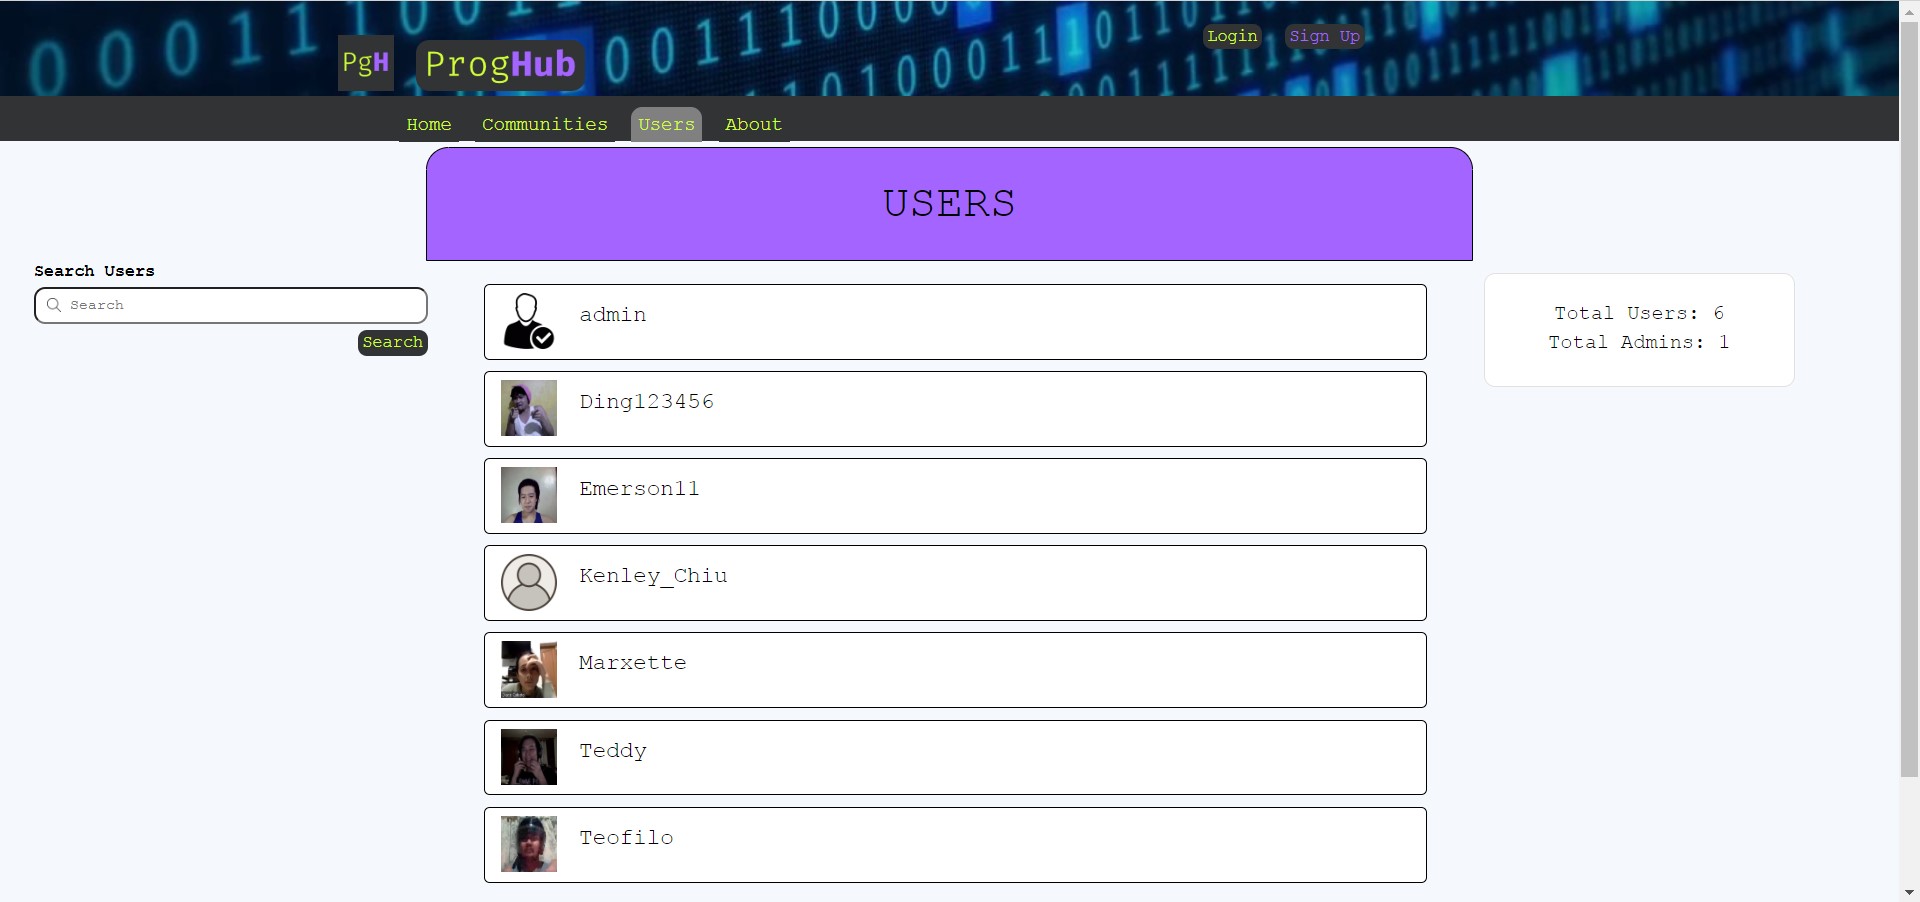 PgH
ProgHub
Login
Sign Up
Home
Communities
Users
About
USERS
Search Users
Search
Search
admin
Ding123456
Emerson11
Kenley_Chiu
Marxette
Teddy
Teofilo
Total Users: 6
Total Admins: 1